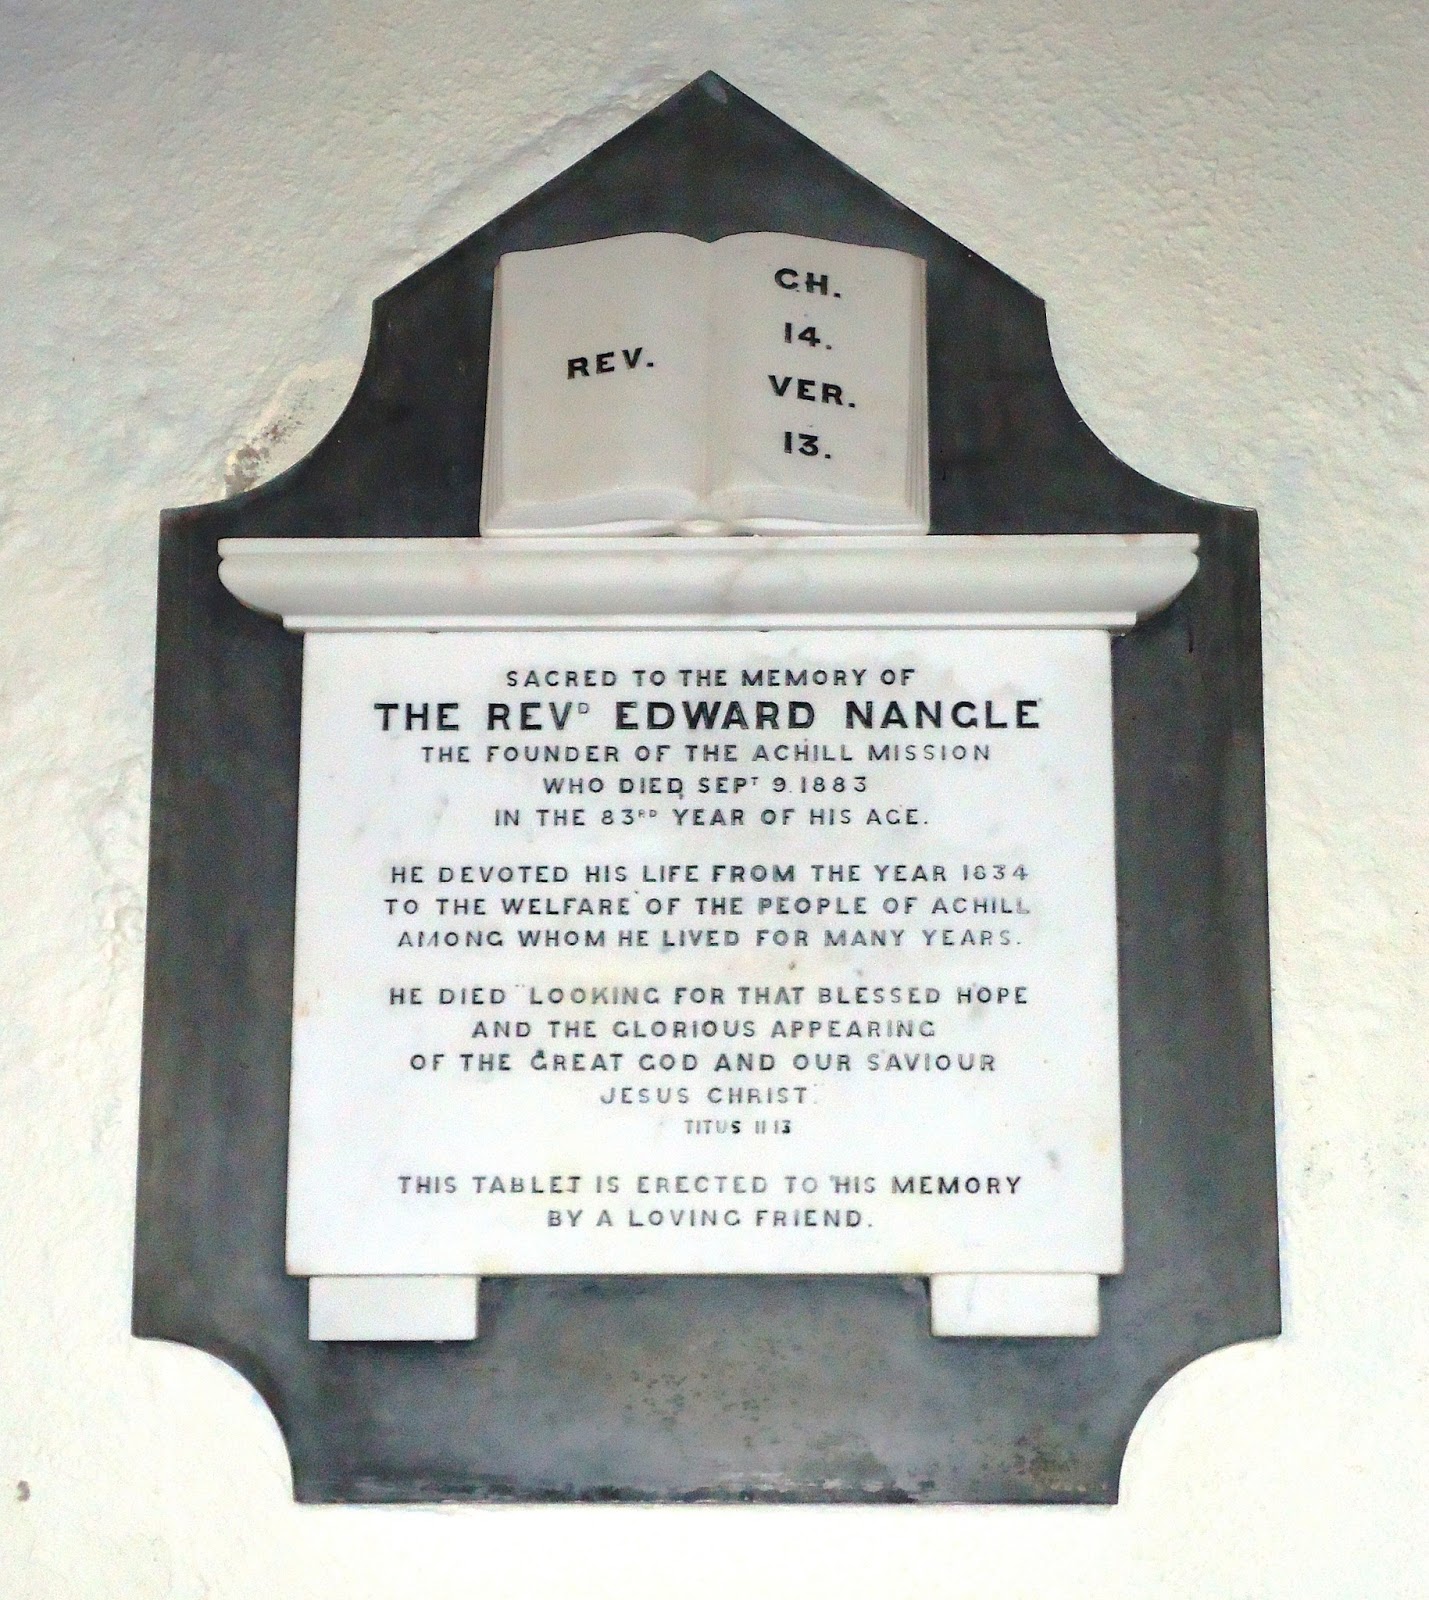 REV.
CH.
14.
VER.
13.
SACRED TO THE MEMORY OF
THE REVD EDWARD NANGLE
THE FOUNDER OF THE ACHILL MISSION
WHO DIED, SEPT 9. 1883
IN THE 83RD YEAR OF HIS AGE.
HE DEVOTED HIS LIFE FROM THE YEAR 1834
TO THE WELFARE OF THE PEOPLE OF ACHILL
AMONG WHOM HE LIVED FOR MANY YEARS.
HE DIED "LOOKING FOR THAT BLESSED HOPE
AND THE GLORIOUS APPEARING
OF THE GREAT GOD AND OUR SAVIOUR
JESUS CHRIST."
TITUS II 13
THIS TABLET IS ERECTED TO HIS MEMORY
BY A LOVING FRIEND.